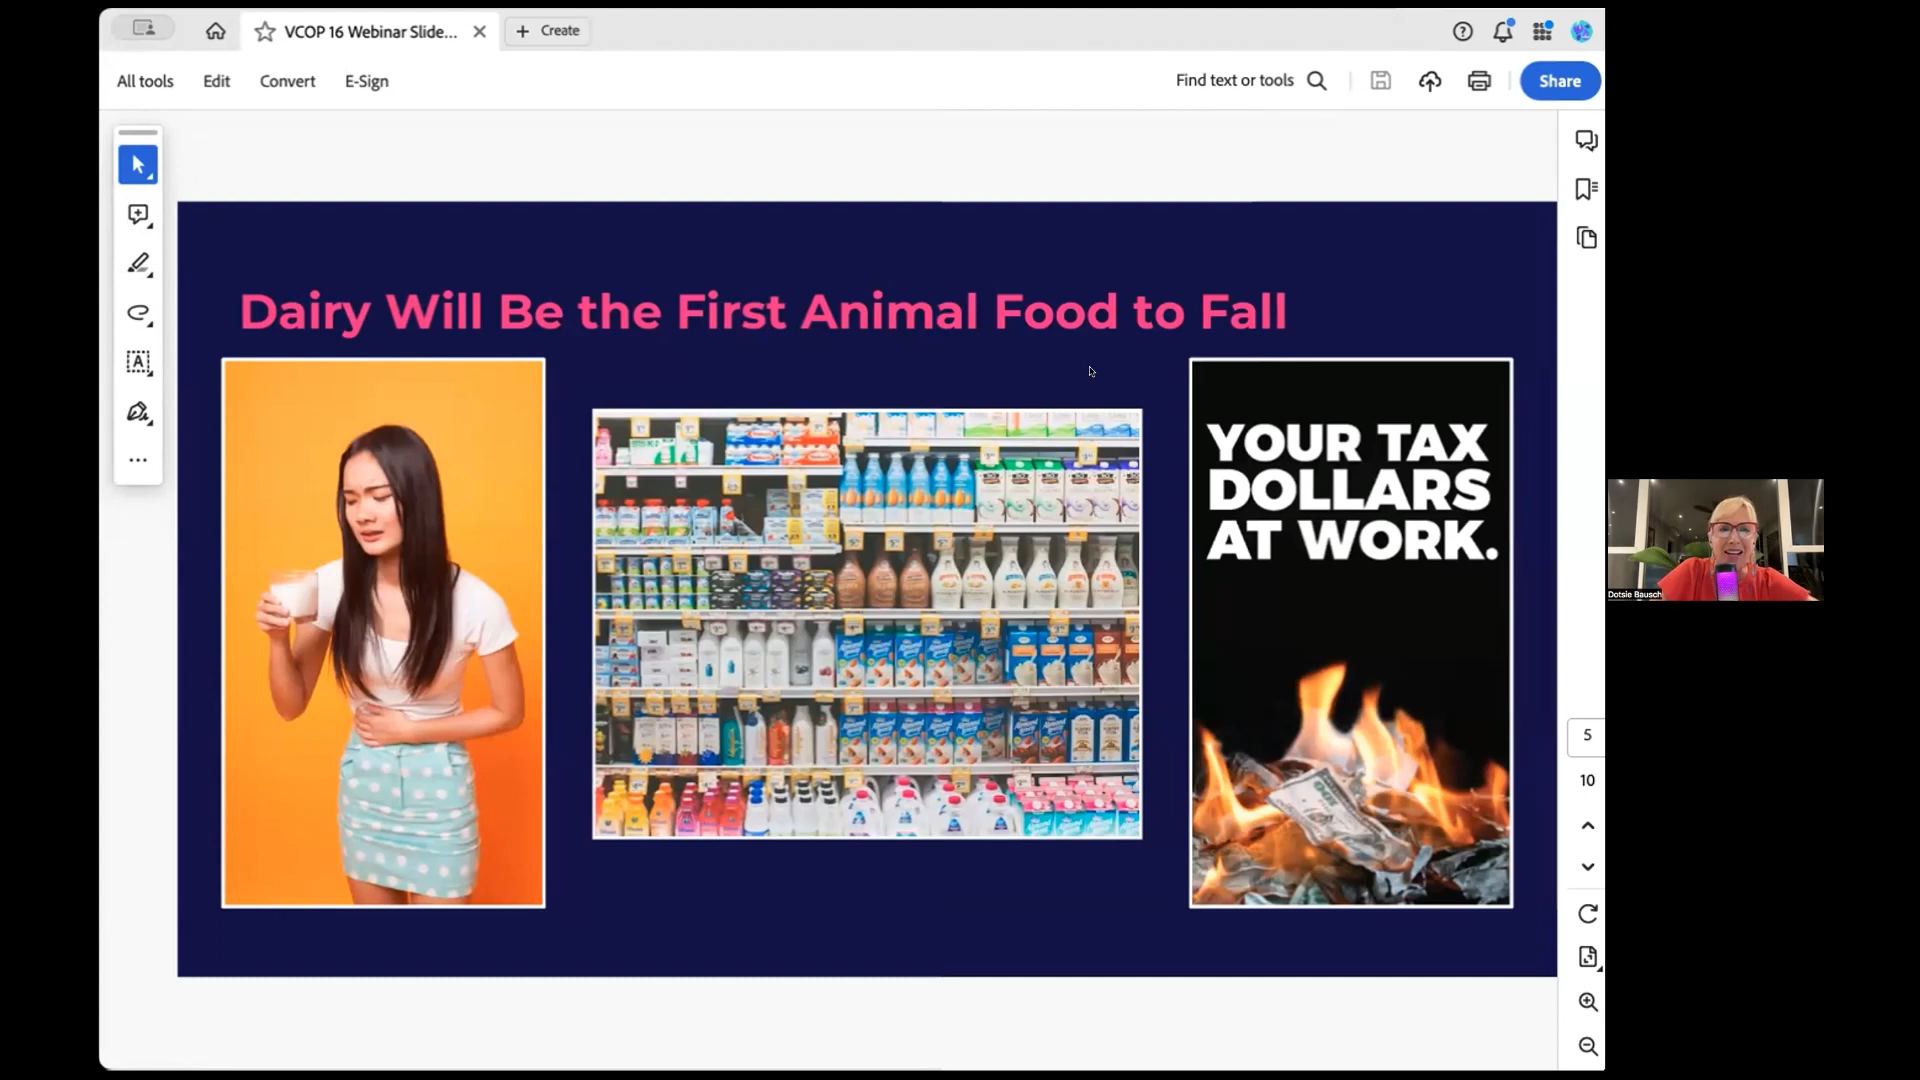 VCOP 16 Webinar Slide...
Create
All tools
Edit
Convert
E-Sign
Find text or tools
Share
Dairy Will Be the First Animal Food to Fall
YOUR TAX
DOLLARS
AT WORK.
Dotsie Bausch
5
10